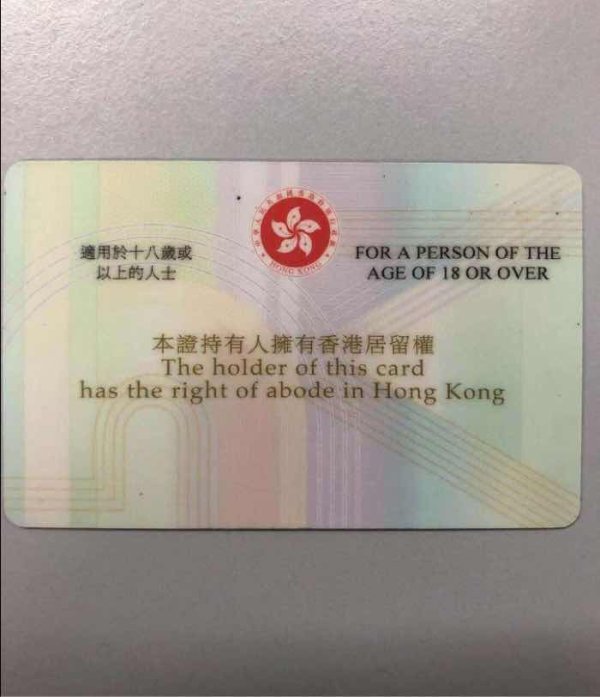 適用於十八歲或
以上的人士
FOR A PERSON OF THE
AGE OF 18 OR OVER
HONG KONG
本證持有人擁有香港居留權
The holder of this card
has the right of abode in Hong Kong